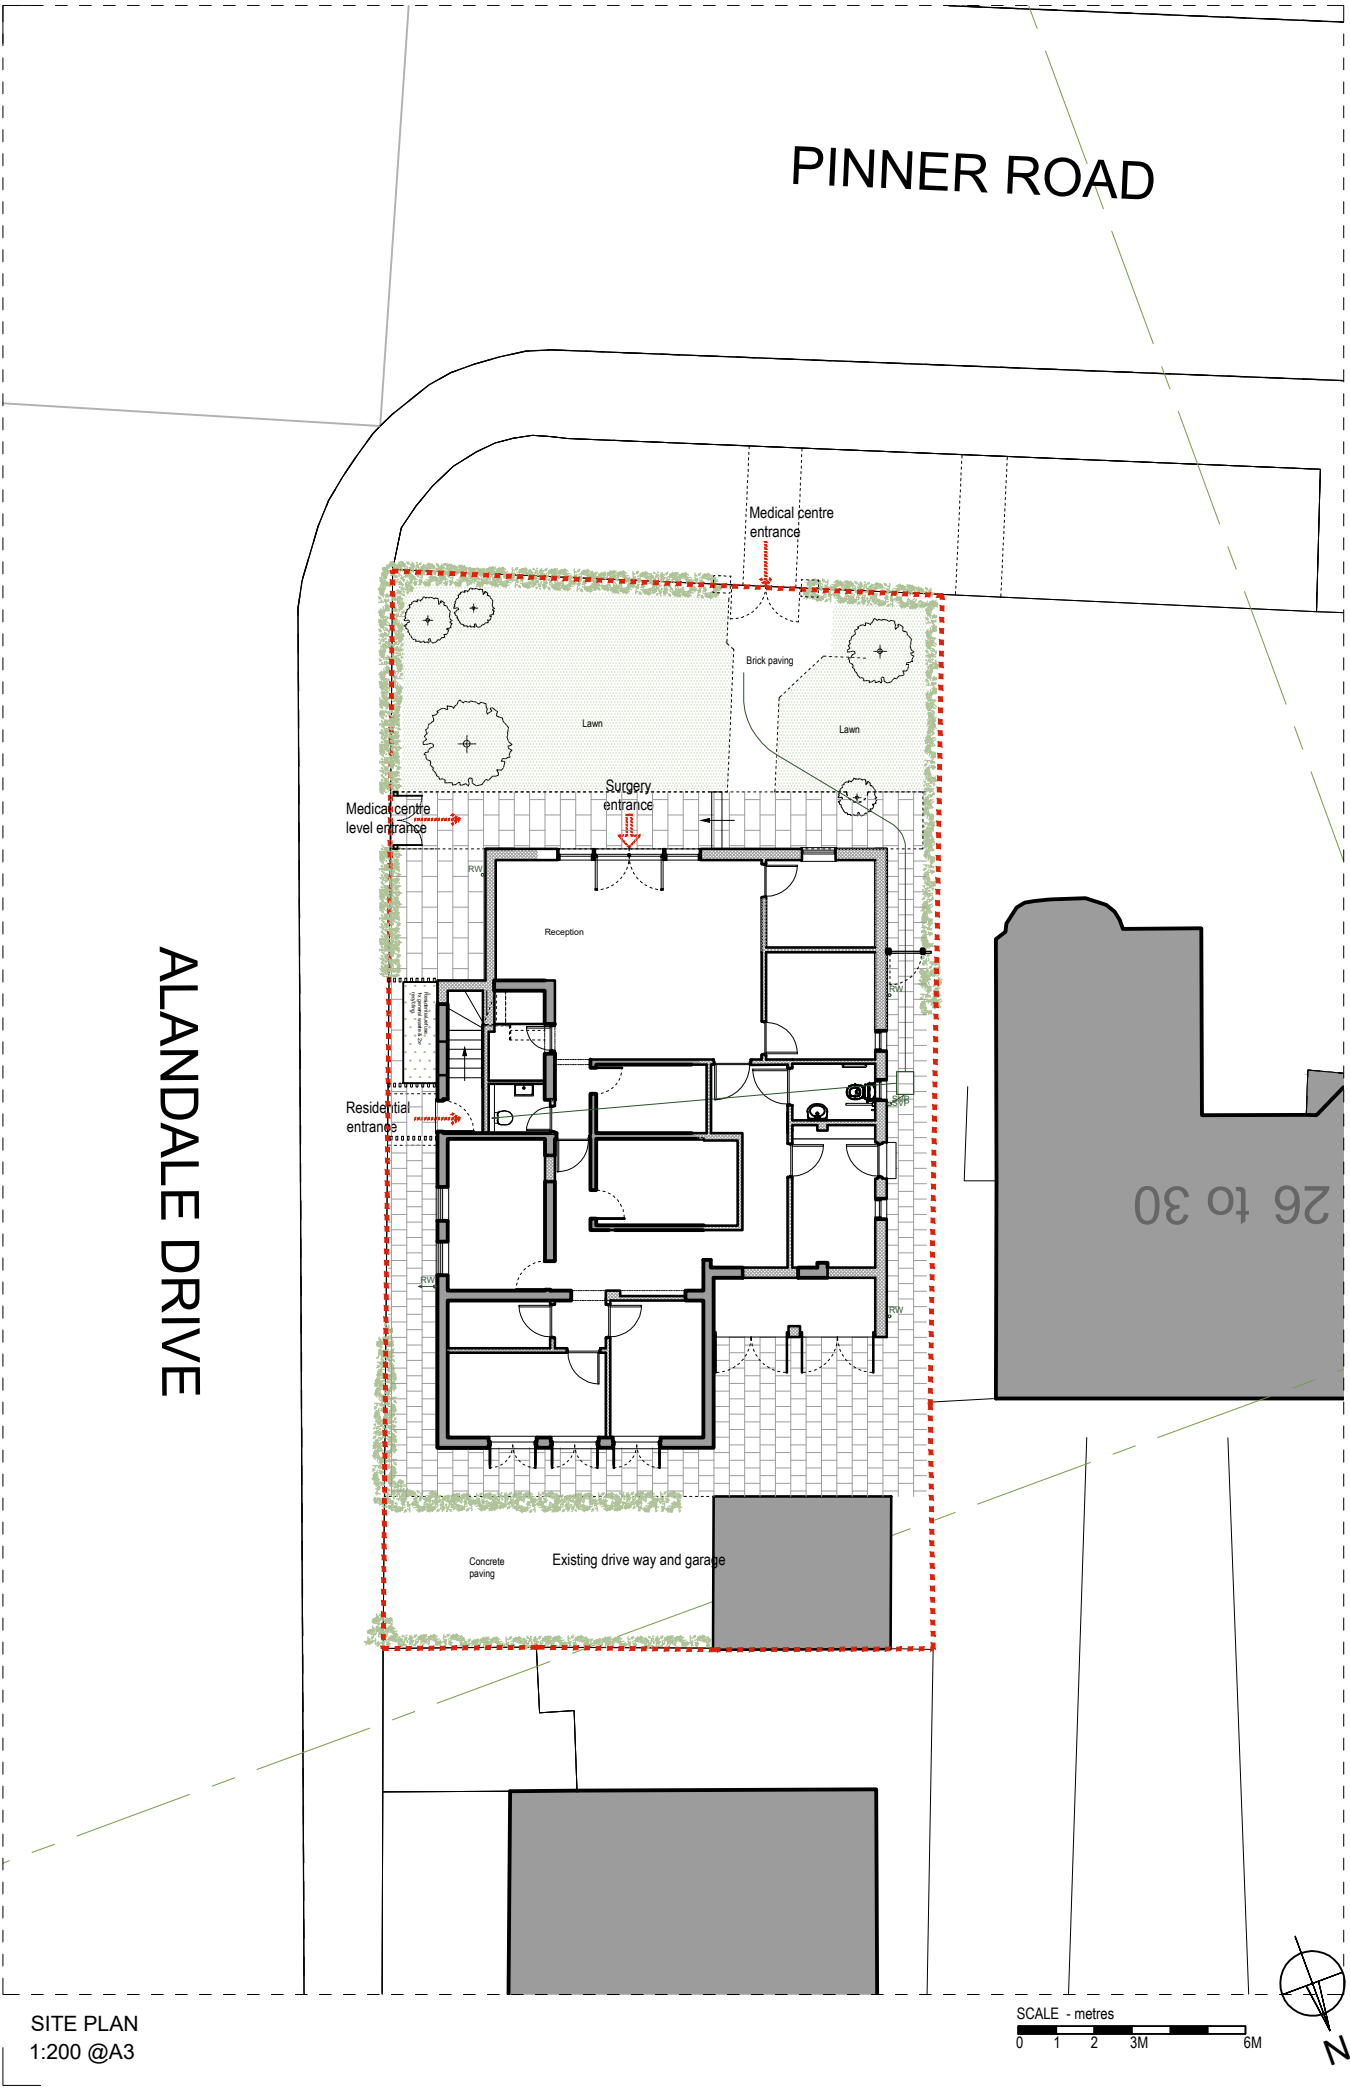 PINNER ROAD
Medical centre
entrance
Brick paving
Lawn
Lawn
Surgery
entrance
Medical centre
level entrance
RW
Reception
RW
ALANDALE DRIVE
Residential
entrance
SVP
26 to 30
RW
RW
Concrete
paving
Existing drive way and garage
SITE PLAN
1:200 @A3
SCALE - metres
0 1 2 3M 6M
N